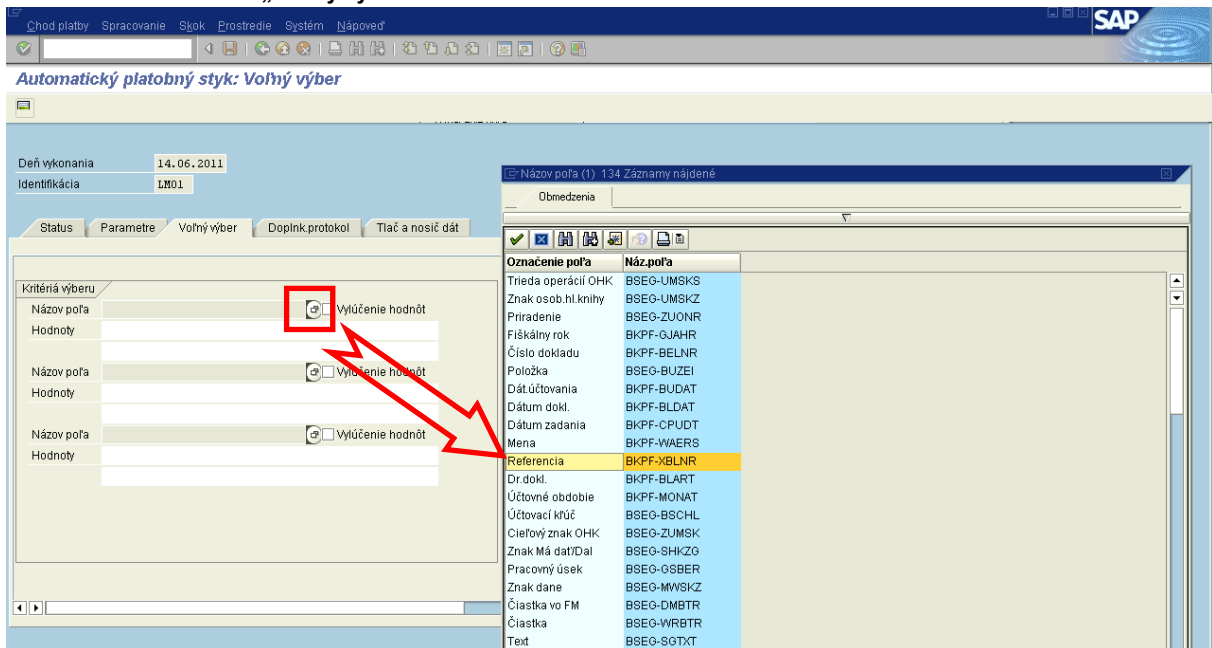 Chod platby Spracovanie Skok Prostredie Systém Nápoveď
SAP
Automatický platobný styk: Voľný výber
Deň vykonania 14.06.2011
Identifikácia LM01
Status Parametre Voľný výber Doplnk.protokol Tlač a nosič dát
Kritériá výberu
Názov poľa Vylúčenie hodnôt
Hodnoty
Názov poľa Vylúčenie hodnôt
Hodnoty
Názov poľa Vylúčenie hodnôt
Hodnoty
Názov poľa (1) 134 Záznamy nájdené
Obmedzenia
Označenie poľa Náz.poľa
Trieda operácií OHK BSEG-UMSKS
Znak osob.hl.knihy BSEG-UMSKZ
Priradenie BSEG-ZUONR
Fiškálny rok BKPF-GJAHR
Číslo dokladu BKPF-BELNR
Položka BSEG-BUZEI
Dát.účtovania BKPF-BUDAT
Dátum dokl. BKPF-BLDAT
Dátum zadania BKPF-CPUDT
Mena BKPF-WAERS
Referencia BKPF-XBLNR
Dr.dokl. BKPF-BLART
Účtovné obdobie BKPF-MONAT
Účtovací kľúč BSEG-BSCHL
Cieľový znak OHK BSEG-ZUMSK
Znak Má dať/Dal BSEG-SHKZG
Pracovný úsek BSEG-GSBER
Znak dane BSEG-MWSKZ
Čiastka vo FM BSEG-DMBTR
Čiastka BSEG-WRBTR
Text BSEG-SGTXT